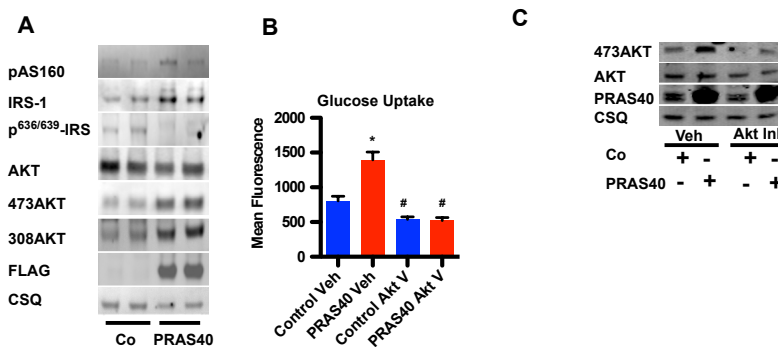 A
pAS160
IRS-1
p636/639-IRS
AKT
473AKT
308AKT
FLAG
CSQ
Co PRAS40
B
Glucose Uptake
Mean Fluorescence
2000
1500
1000
500
0
*
#
#
Control Veh
PRAS40 Veh
Control Akt V
PRAS40 Akt V
C
473AKT
AKT
PRAS40
CSQ
Veh Akt Inl
Co + - + -
PRAS40 - + - +